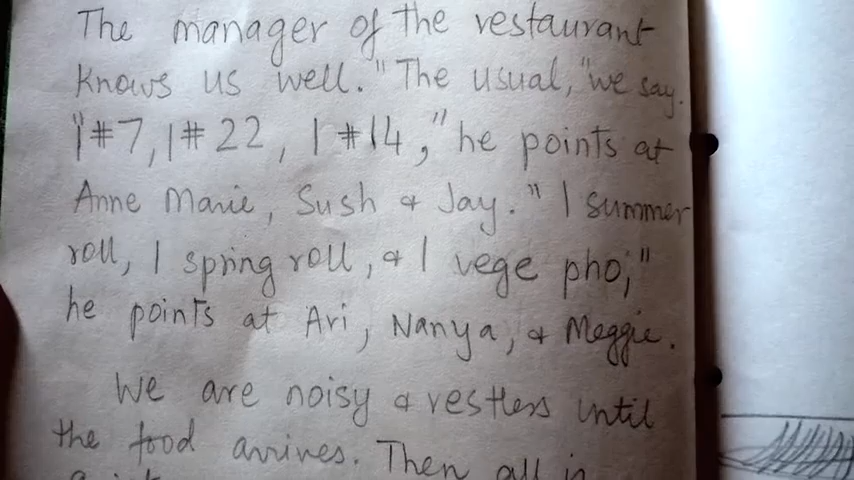 The manager of the restaurant
knows us well. "The usual," we say.
"1 #7, 1 # 22, 1 #14," he points at
Anne Marie, Sush & Jay. "1 summer
roll, 1 spring roll, & 1 vege pho,"
he points at Ari, Nanya, & Meggie.
We are noisy & restless until
the food arrives. Then all in